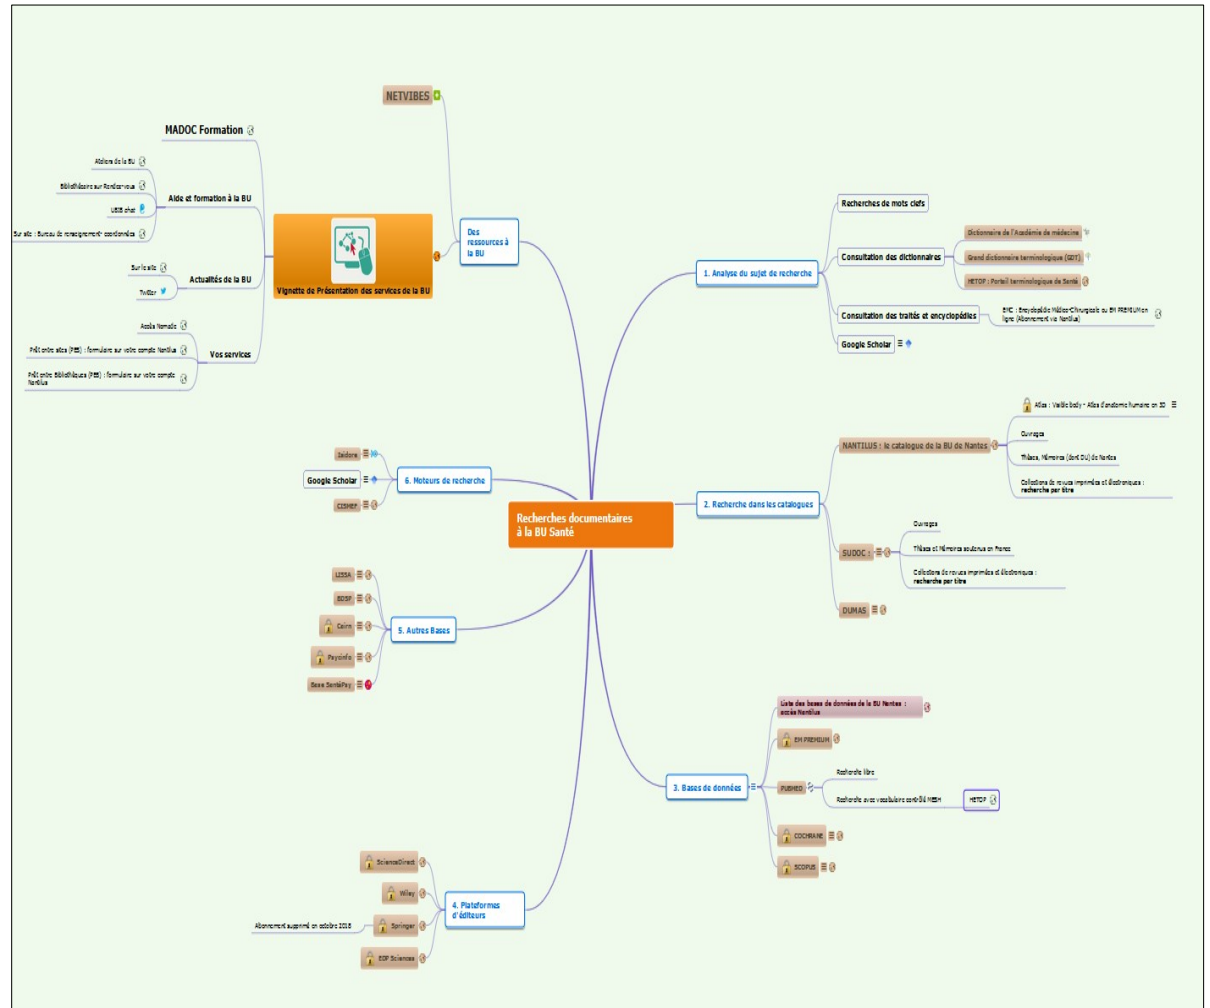 NETVIBES
MADOC Formation
Ateliers de la BU
Bibliothécaire sur Rendez-vous
Aide et formation à la BU
UBIB chat
Sur site : Bureau de renseignement- coordonnées
Sur le site
Actualités de la BU
Twitter
Accès Nomade
Prêt entre sites (PES) : formulaire sur votre compte Nantilus
Vos services
Prêt entre Bibliothèques (PEB) : formulaire sur votre compte
Nantilus
Vignette de Présentation des services de la BU
Des
ressources à
la BU
Recherches documentaires
à la BU Santé
1. Analyse du sujet de recherche
Recherches de mots clefs
Consultation des dictionnaires
Dictionnaire de l'Académie de médecine
Grand dictionnaire terminologique (GDT)
HETOP : Portail terminologique de Santé
Consultation des traités et encyclopédies
EMC : Encyclopédie Médico-Chirurgicale ou EM PREMIUM en
ligne (Abonnement via Nantilus)
Google Scholar
2. Recherche dans les catalogues
NANTILUS : le catalogue de la BU de Nantes
Atlas : Visible body - Atlas d'anatomie humaine en 3D
Ouvrages
Thèses, Mémoires (dont DU) de Nantes
Collections de revues imprimées et électroniques :
recherche par titre
SUDOC :
Ouvrages
Thèses et Mémoires soutenus en France
Collections de revues imprimées et électroniques :
recherche par titre
DUMAS
3. Bases de données
Liste des bases de données de la BU Nantes :
accès Nantilus
EM PREMIUM
PUBMED
Recherche libre
Recherche avec vocabulaire contrôlé MESH
HETOP
COCHRANE
SCOPUS
4. Plateformes
d'éditeurs
ScienceDirect
Wiley
Springer
Abonnement supprimé en octobre 2018
EDP Sciences
5. Autres Bases
LISSA
BDSP
Cairn
Psycinfo
Base SantéPsy
6. Moteurs de recherche
Isidore
Google Scholar
CISMEF